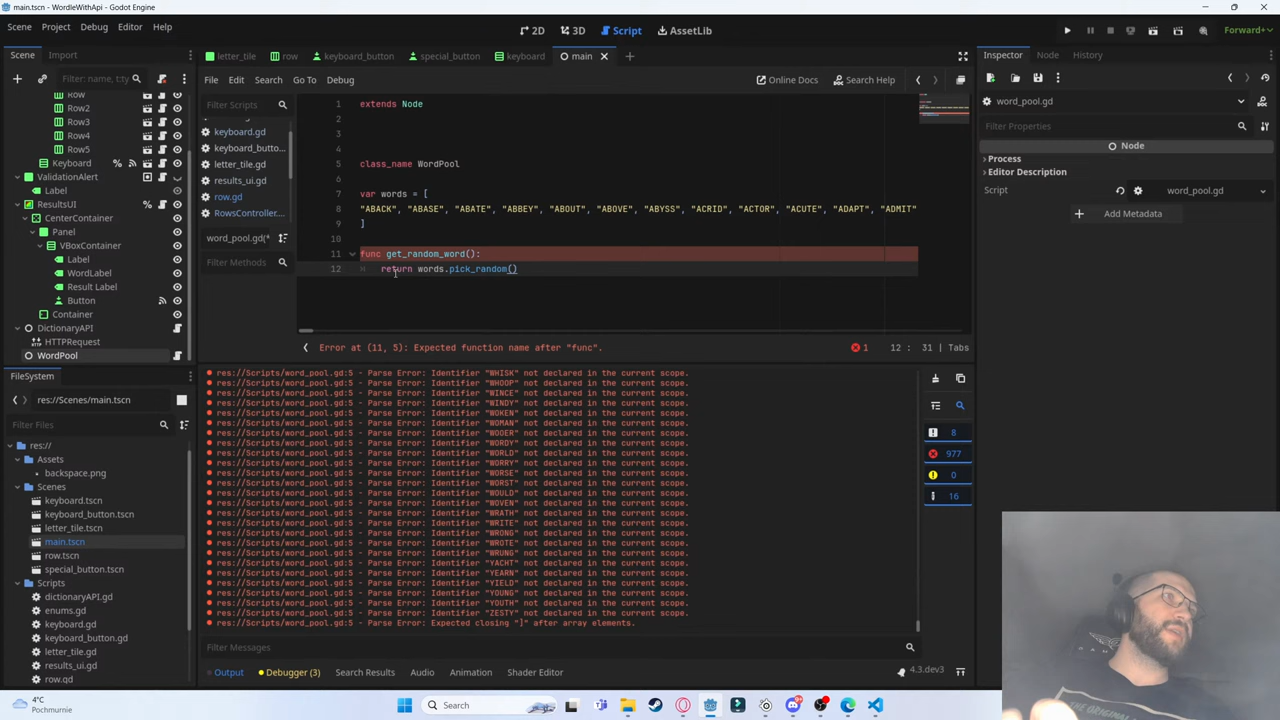 main.tscn - WordleWithApi - Godot Engine
Scene Project Debug Editor Help
2D 3D Script AssetLib
Forward+
Scene Import
letter_tile row keyboard_button special_button keyboard main
Inspector Node History
Filter: name, t:
File Edit Search Go To Debug
Online Docs Search Help
Row
Row2
Row3
Row4
Row5
Keyboard
ValidationAlert
Label
ResultsUI
CenterContainer
Panel
VBoxContainer
Label
WordLabel
Result Label
Button
Container
DictionaryAPI
HTTPRequest
WordPool
Filter Scripts
keyboard.gd
keyboard_butto...
letter_tile.gd
results_ui.gd
row.gd
RowsController.
word_pool.gd(*
Filter Methods
1 extends Node
2
3
4
5 class_name WordPool
6
7 var words = [
8 "ABACK", "ABASE", "ABATE", "ABBEY", "ABOUT", "ABOVE", "ABYSS", "ACRID", "ACTOR", "ACUTE", "ADAPT", "ADMIT"
9 ]
10
11 func get_random_word():
12 return words.pick_random()
Error at (11, 5): Expected function name after "func".
1 12 : 31 | Tabs
word_pool.gd
Filter Properties
Node
Process
Editor Description
Script word_pool.gd
Add Metadata
FileSystem
res://Scenes/main.tscn
Filter Files
res://
Assets
backspace.png
Scenes
keyboard.tscn
keyboard_button.tscn
letter_tile.tscn
main.tscn
row.tscn
special_button.tscn
Scripts
dictionaryAPI.gd
enums.gd
keyboard.gd
keyboard_button.gd
letter_tile.gd
results_ui.gd
row.gd
res://Scripts/word_pool.gd:5 - Parse Error: Identifier "WHISK" not declared in the current scope.
res://Scripts/word_pool.gd:5 - Parse Error: Identifier "WHOOP" not declared in the current scope.
res://Scripts/word_pool.gd:5 - Parse Error: Identifier "WINCE" not declared in the current scope.
res://Scripts/word_pool.gd:5 - Parse Error: Identifier "WINDY" not declared in the current scope.
res://Scripts/word_pool.gd:5 - Parse Error: Identifier "WOKEN" not declared in the current scope.
res://Scripts/word_pool.gd:5 - Parse Error: Identifier "WOMAN" not declared in the current scope.
res://Scripts/word_pool.gd:5 - Parse Error: Identifier "WOOER" not declared in the current scope.
res://Scripts/word_pool.gd:5 - Parse Error: Identifier "WORDY" not declared in the current scope.
res://Scripts/word_pool.gd:5 - Parse Error: Identifier "WORLD" not declared in the current scope.
res://Scripts/word_pool.gd:5 - Parse Error: Identifier "WORRY" not declared in the current scope.
res://Scripts/word_pool.gd:5 - Parse Error: Identifier "WORSE" not declared in the current scope.
res://Scripts/word_pool.gd:5 - Parse Error: Identifier "WORST" not declared in the current scope.
res://Scripts/word_pool.gd:5 - Parse Error: Identifier "WOULD" not declared in the current scope.
res://Scripts/word_pool.gd:5 - Parse Error: Identifier "WOVEN" not declared in the current scope.
res://Scripts/word_pool.gd:5 - Parse Error: Identifier "WRATH" not declared in the current scope.
res://Scripts/word_pool.gd:5 - Parse Error: Identifier "WRITE" not declared in the current scope.
res://Scripts/word_pool.gd:5 - Parse Error: Identifier "WRONG" not declared in the current scope.
res://Scripts/word_pool.gd:5 - Parse Error: Identifier "WROTE" not declared in the current scope.
res://Scripts/word_pool.gd:5 - Parse Error: Identifier "WRUNG" not declared in the current scope.
res://Scripts/word_pool.gd:5 - Parse Error: Identifier "YACHT" not declared in the current scope.
res://Scripts/word_pool.gd:5 - Parse Error: Identifier "YEARN" not declared in the current scope.
res://Scripts/word_pool.gd:5 - Parse Error: Identifier "YIELD" not declared in the current scope.
res://Scripts/word_pool.gd:5 - Parse Error: Identifier "YOUNG" not declared in the current scope.
res://Scripts/word_pool.gd:5 - Parse Error: Identifier "YOUTH" not declared in the current scope.
res://Scripts/word_pool.gd:5 - Parse Error: Identifier "ZESTY" not declared in the current scope.
res://Scripts/word_pool.gd:5 - Parse Error: Expected closing "]" after array elements.
8
977
0
16
Filter Messages
Output Debugger (3) Search Results Audio Animation Shader Editor
4.3.dev3
4°C
Pochmurnie
Search